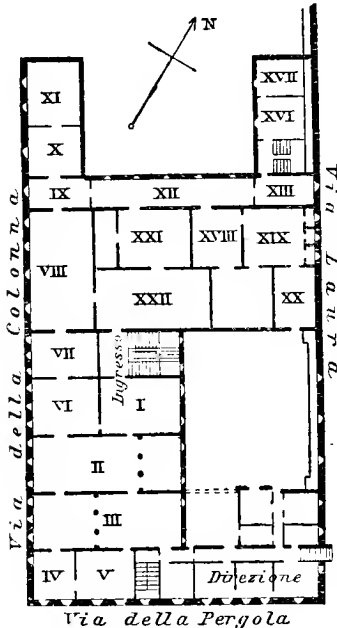 N
XI
XVII
XVI
X
IX
XII
XIII
XXI
XVIII
XIX
VIII
XXII
XX
VII
Ingresso
VI
I
II
III
IV
V
Direzione
Via della Colonna
Via Laura
Via della Pergola